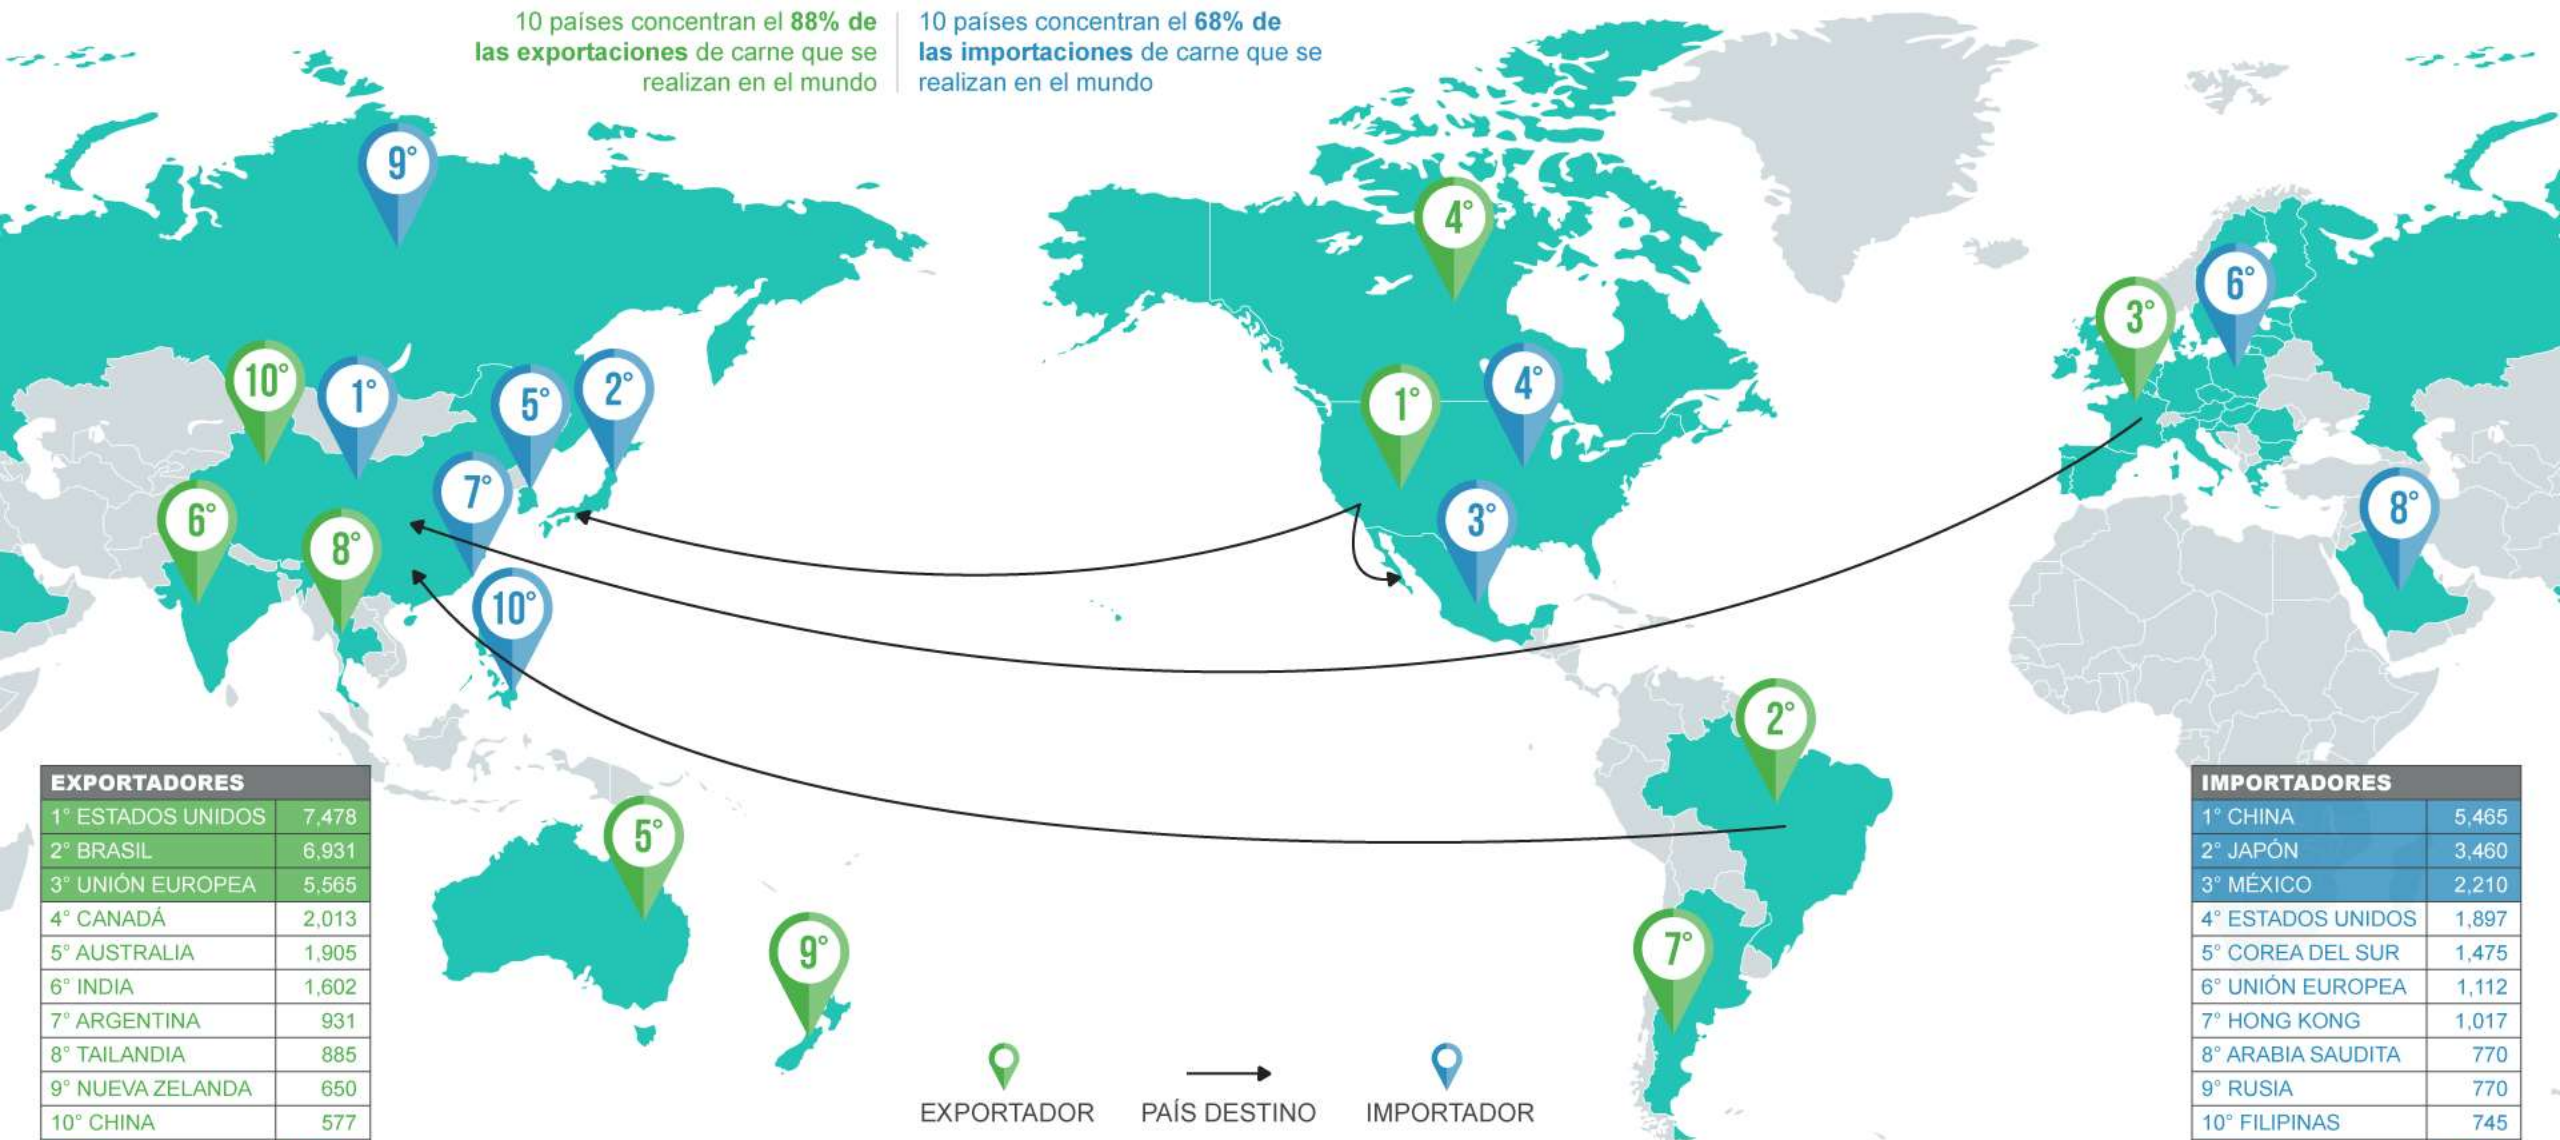 10 países concentran el 88% de
las exportaciones de carne que se
realizan en el mundo
10 países concentran el 68% de
las importaciones de carne que se
realizan en el mundo
9°
4°
6°
3°
10°
1°
5°
2°
1°
4°
7°
3°
8°
6°
8°
10°
2°
5°
9°
7°
EXPORTADORES
1° ESTADOS UNIDOS 7,478
2° BRASIL 6,931
3° UNIÓN EUROPEA 5,565
4° CANADÁ 2,013
5° AUSTRALIA 1,905
6° INDIA 1,602
7° ARGENTINA 931
8° TAILANDIA 885
9° NUEVA ZELANDA 650
10° CHINA 577
EXPORTADOR
PAÍS DESTINO
IMPORTADOR
IMPORTADORES
1° CHINA 5,465
2° JAPÓN 3,460
3° MÉXICO 2,210
4° ESTADOS UNIDOS 1,897
5° COREA DEL SUR 1,475
6° UNIÓN EUROPEA 1,112
7° HONG KONG 1,017
8° ARABIA SAUDITA 770
9° RUSIA 770
10° FILIPINAS 745